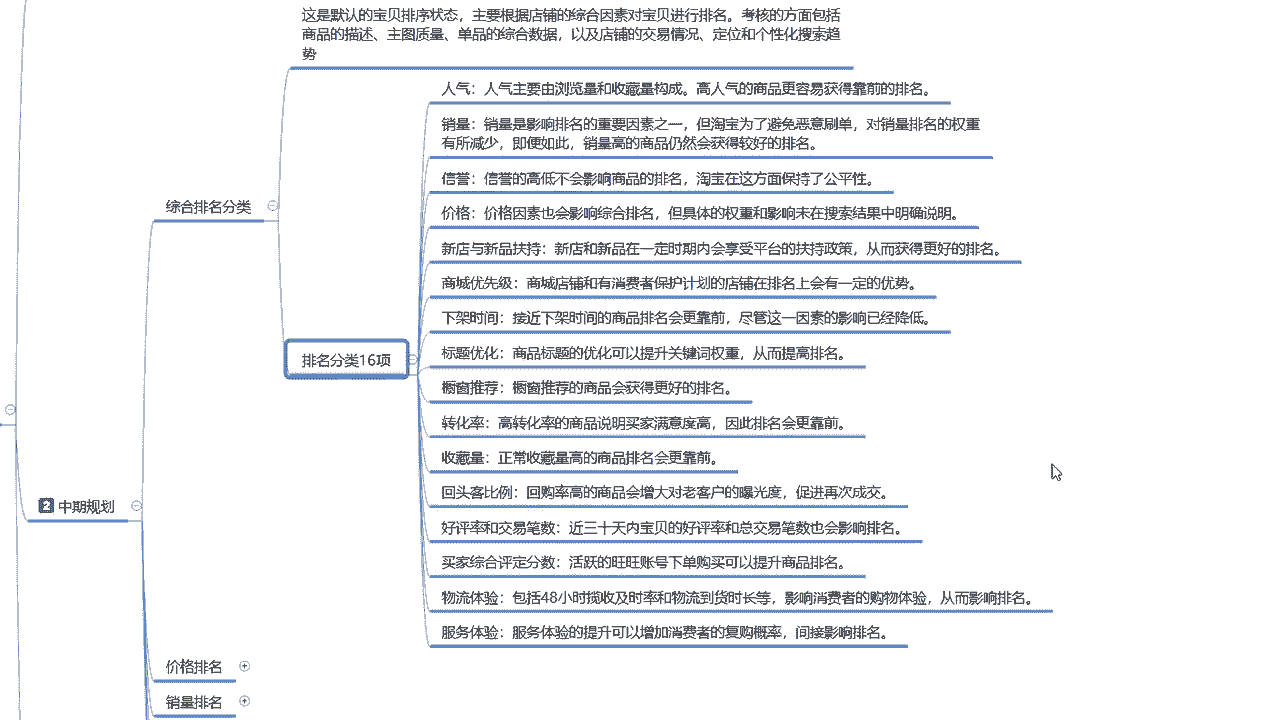 这是默认的宝贝排序状态，主要根据店铺的综合因素对宝贝进行排名。考核的方面包括
商品的描述、主图质量、单品的综合数据，以及店铺的交易情况、定位和个性化搜索趋
势
人气：人气主要由浏览量和收藏量构成。高人气的商品更容易获得靠前的排名。
销量：销量是影响排名的重要因素之一，但淘宝为了避免恶意刷单，对销量排名的权重
有所减少，即便如此，销量高的商品仍然会获得较好的排名。
信誉：信誉的高低不会影响商品的排名，淘宝在这方面保持了公平性。
综合排名分类
价格：价格因素也会影响综合排名，但具体的权重和影响未在搜索结果中明确说明。
新店与新品扶持：新店和新品在一定时期内会享受平台的扶持政策，从而获得更好的排名。
商城优先级：商城店铺和有消费者保护计划的店铺在排名上会有一定的优势。
下架时间：接近下架时间的商品排名会更靠前，尽管这一因素的影响已经降低。
标题优化：商品标题的优化可以提升关键词权重，从而提高排名。
排名分类16项
橱窗推荐：橱窗推荐的商品会获得更好的排名。
转化率：高转化率的商品说明买家满意度高，因此排名会更靠前。
收藏量：正常收藏量高的商品排名会更靠前。
回头客比例：回购率高的商品会增大对老客户的曝光度，促进再次成交。
2 中期规划
好评率和交易笔数：近三十天内宝贝的好评率和总交易笔数也会影响排名。
买家综合评定分数：活跃的旺旺账号下单购买可以提升商品排名。
物流体验：包括48小时揽收及时率和物流到货时长等，影响消费者的购物体验，从而影响排名。
服务体验：服务体验的提升可以增加消费者的复购概率，间接影响排名。
价格排名
销量排名